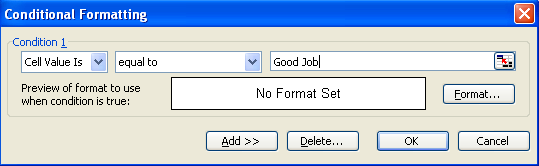 Conditional Formatting
Condition 1
Cell Value Is equal to Good Job
Preview of format to use
when condition is true:
No Format Set
Format...
Add >> Delete... OK Cancel